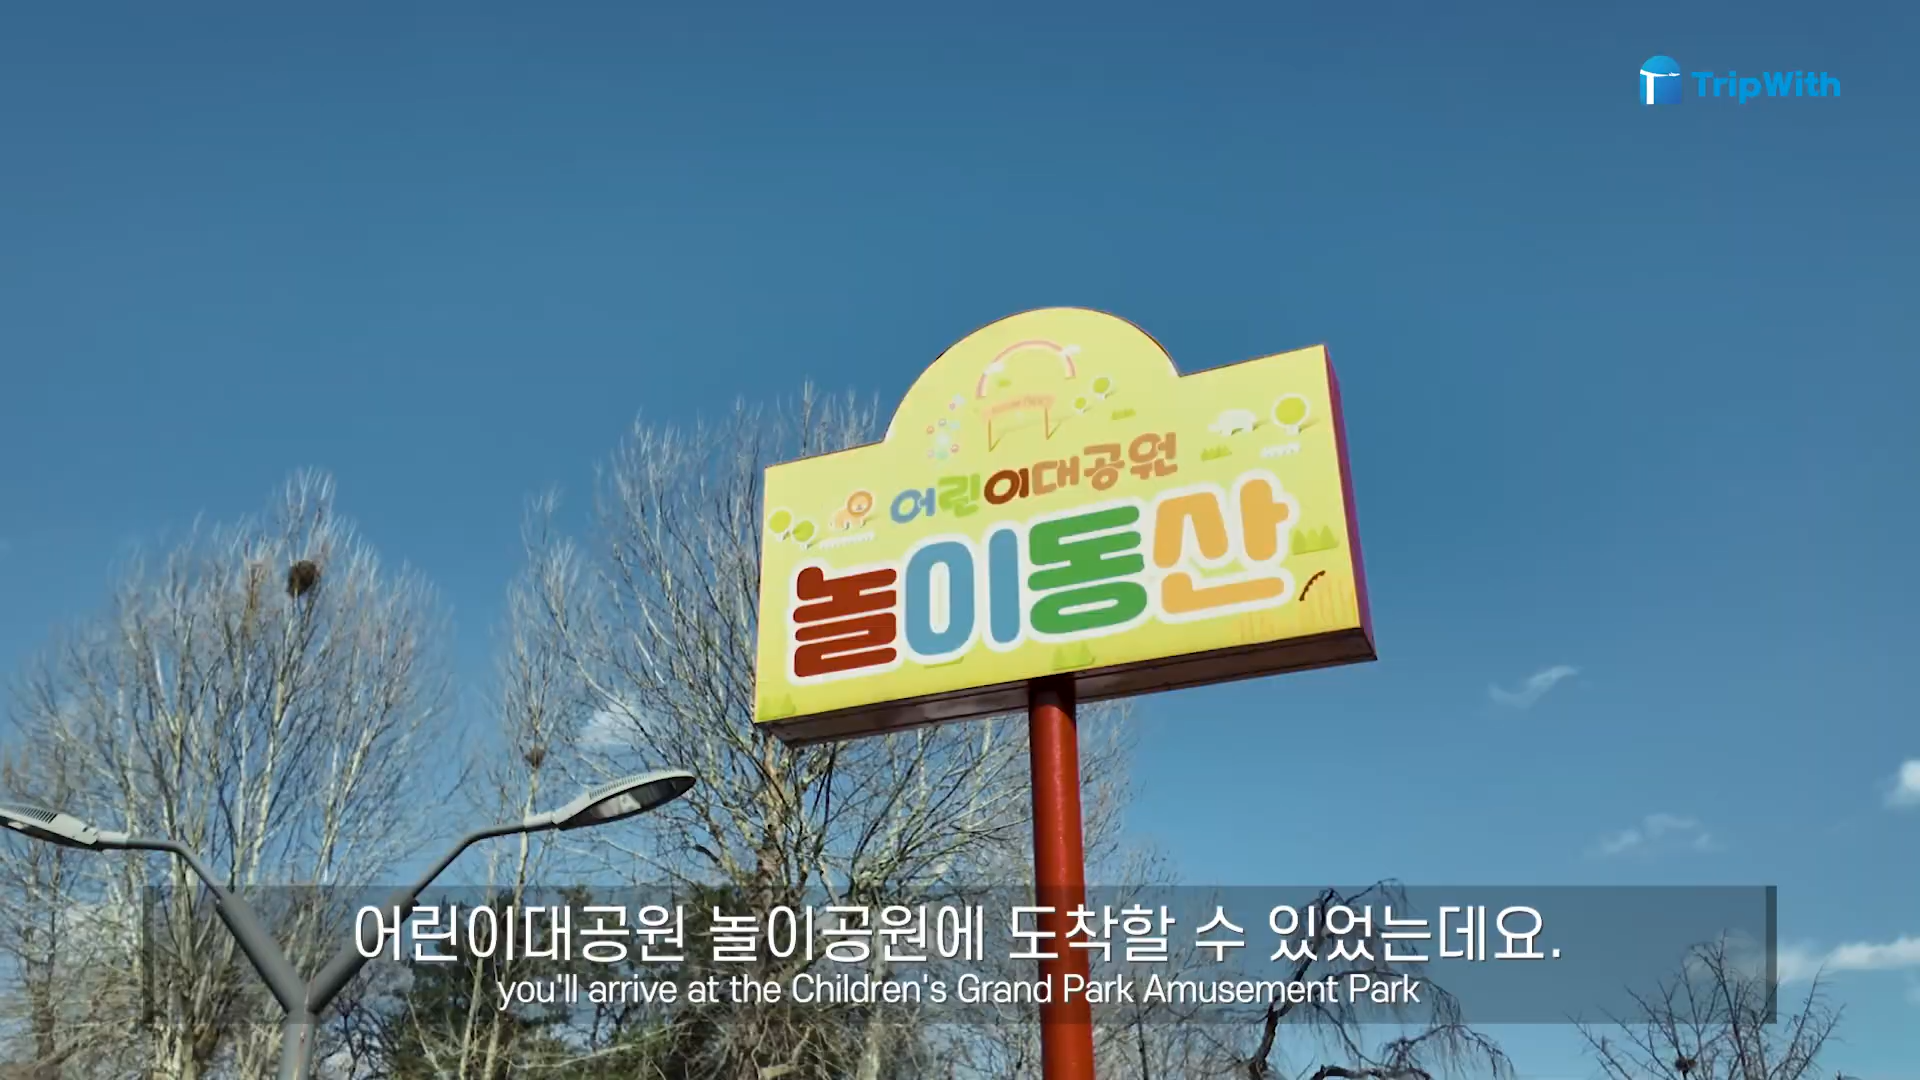 TripWith
어린이대공원
놀이동산
어린이대공원 놀이공원에 도착할 수 있었는데요.
you'll arrive at the Children's Grand Park Amusement Park